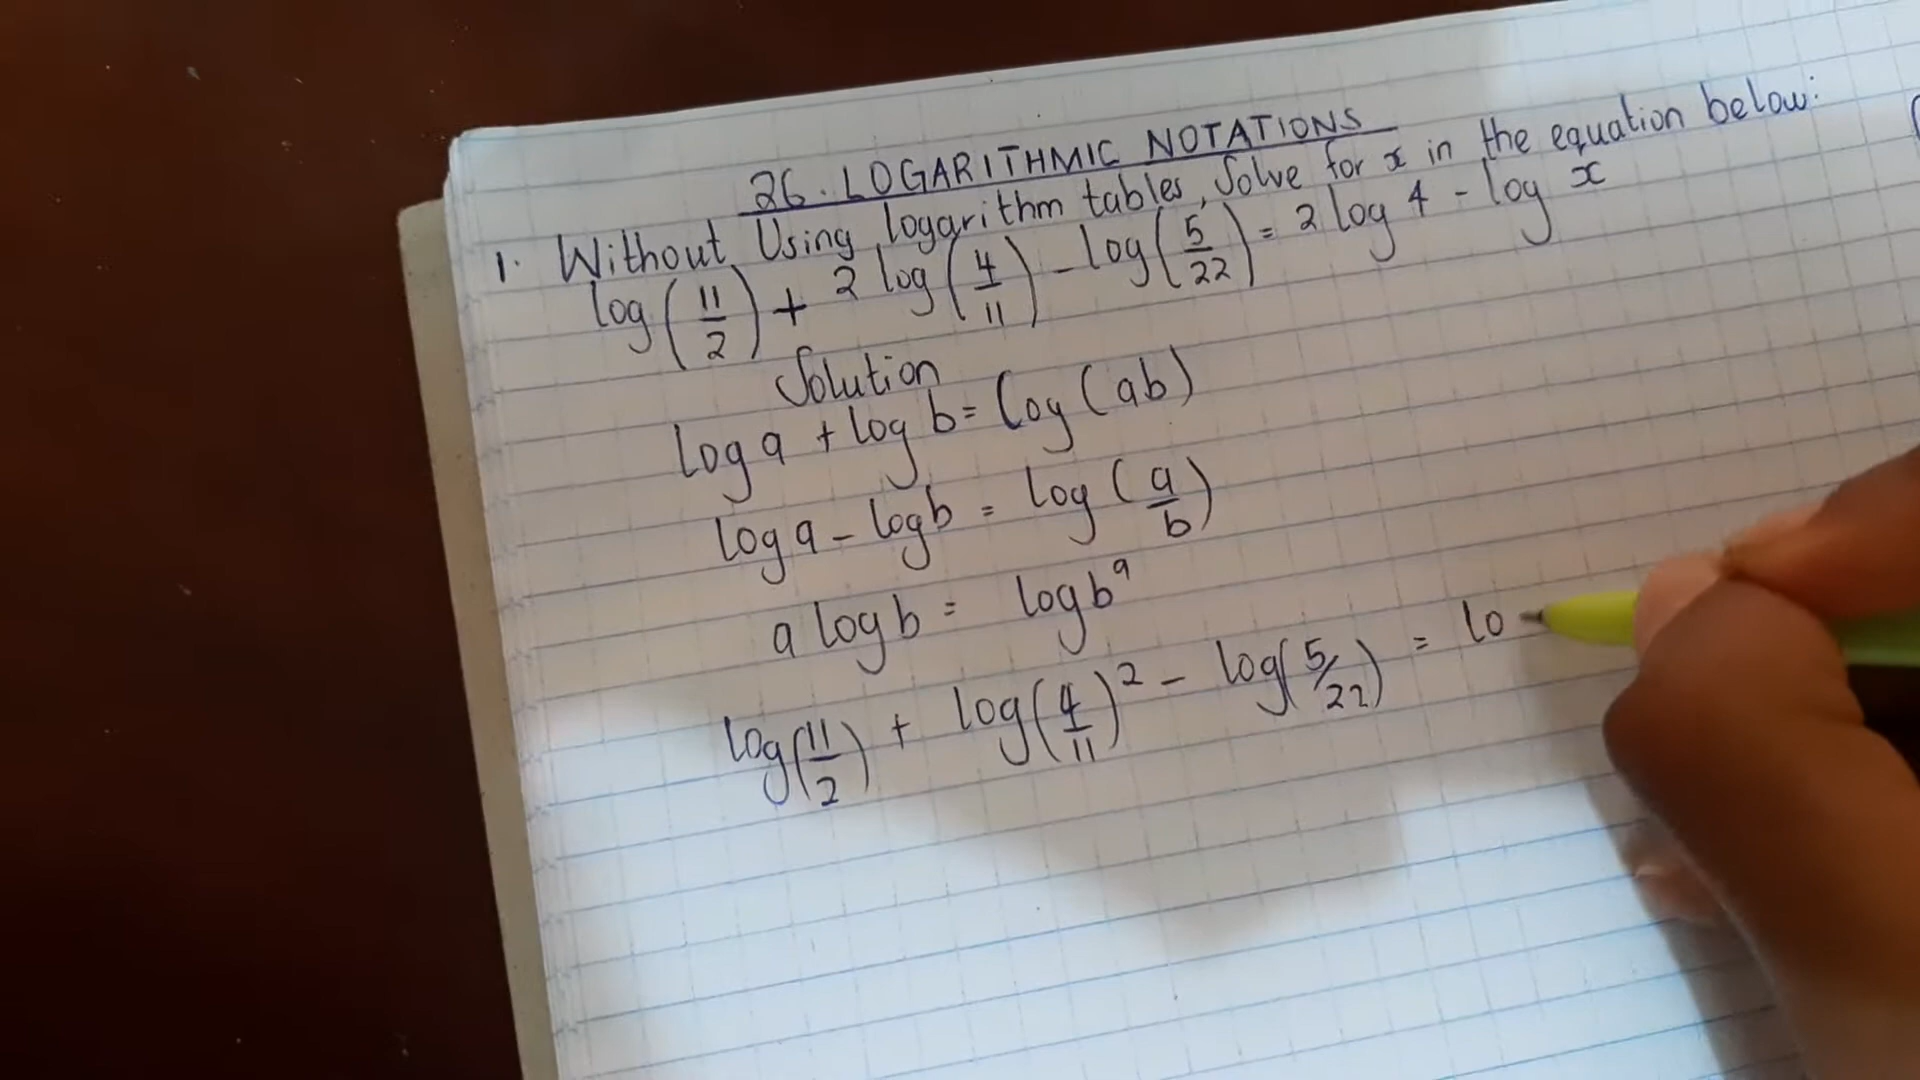 26. LOGARITHMIC NOTATIONS
1. Without Using logarithm tables, Solve for x in the equation below:
log(11/2) + 2 log(4/11) - log(5/22) = 2 log 4 - log x
Solution
log a + log b = log (ab)
log a - log b = log (a/b)
a log b = log b^a
log(11/2) + log(4/11)² - log(5/22) = lo